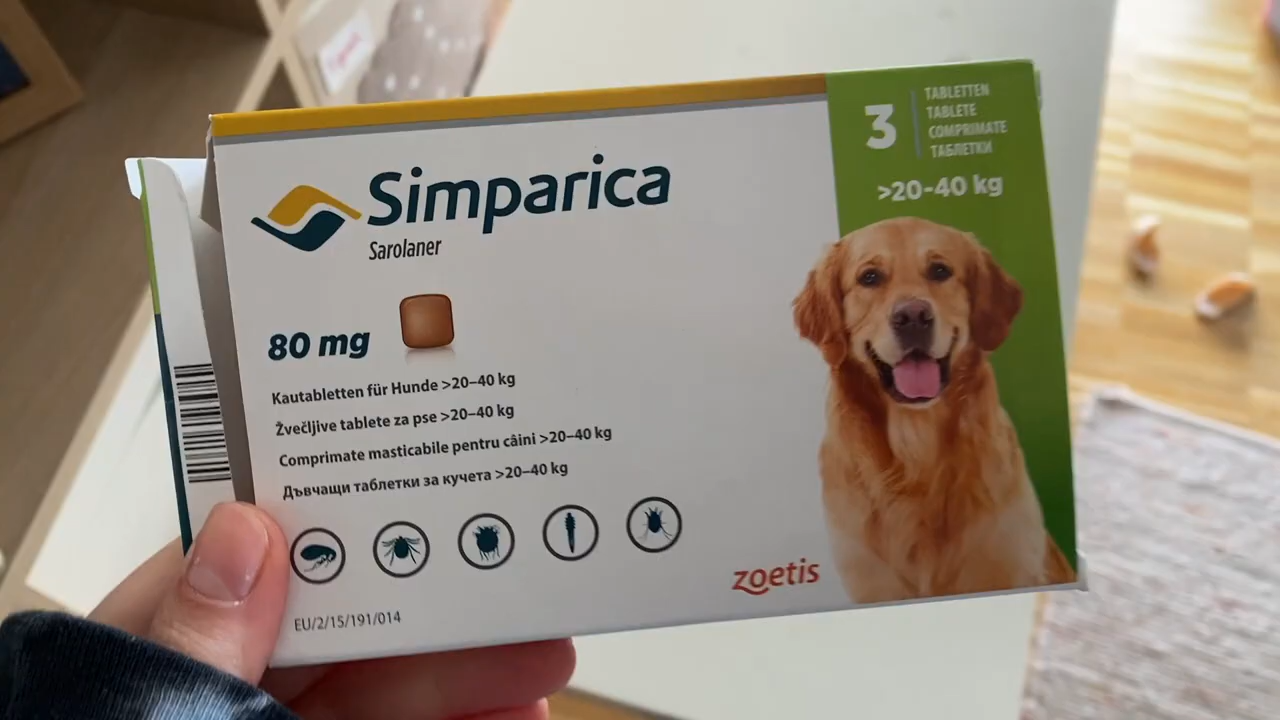 Simparica
Sarolaner
80 mg
Kautabletten für Hunde >20–40 kg
Žvečljive tablete za pse >20–40 kg
Comprimate masticabile pentru câini >20–40 kg
Дъвчащи таблетки за кучета >20–40 kg
EU/2/15/191/014
zoetis
3
TABLETTEN
TABLETE
COMPRIMATE
ТАБЛЕТКИ
>20-40 kg